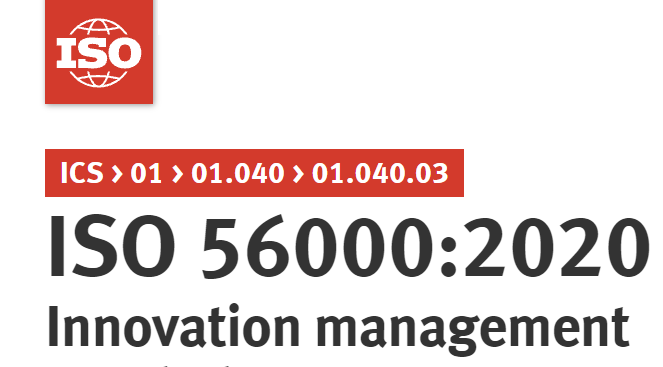 ISO
ICS > 01 > 01.040 > 01.040.03
ISO 56000:2020
Innovation management